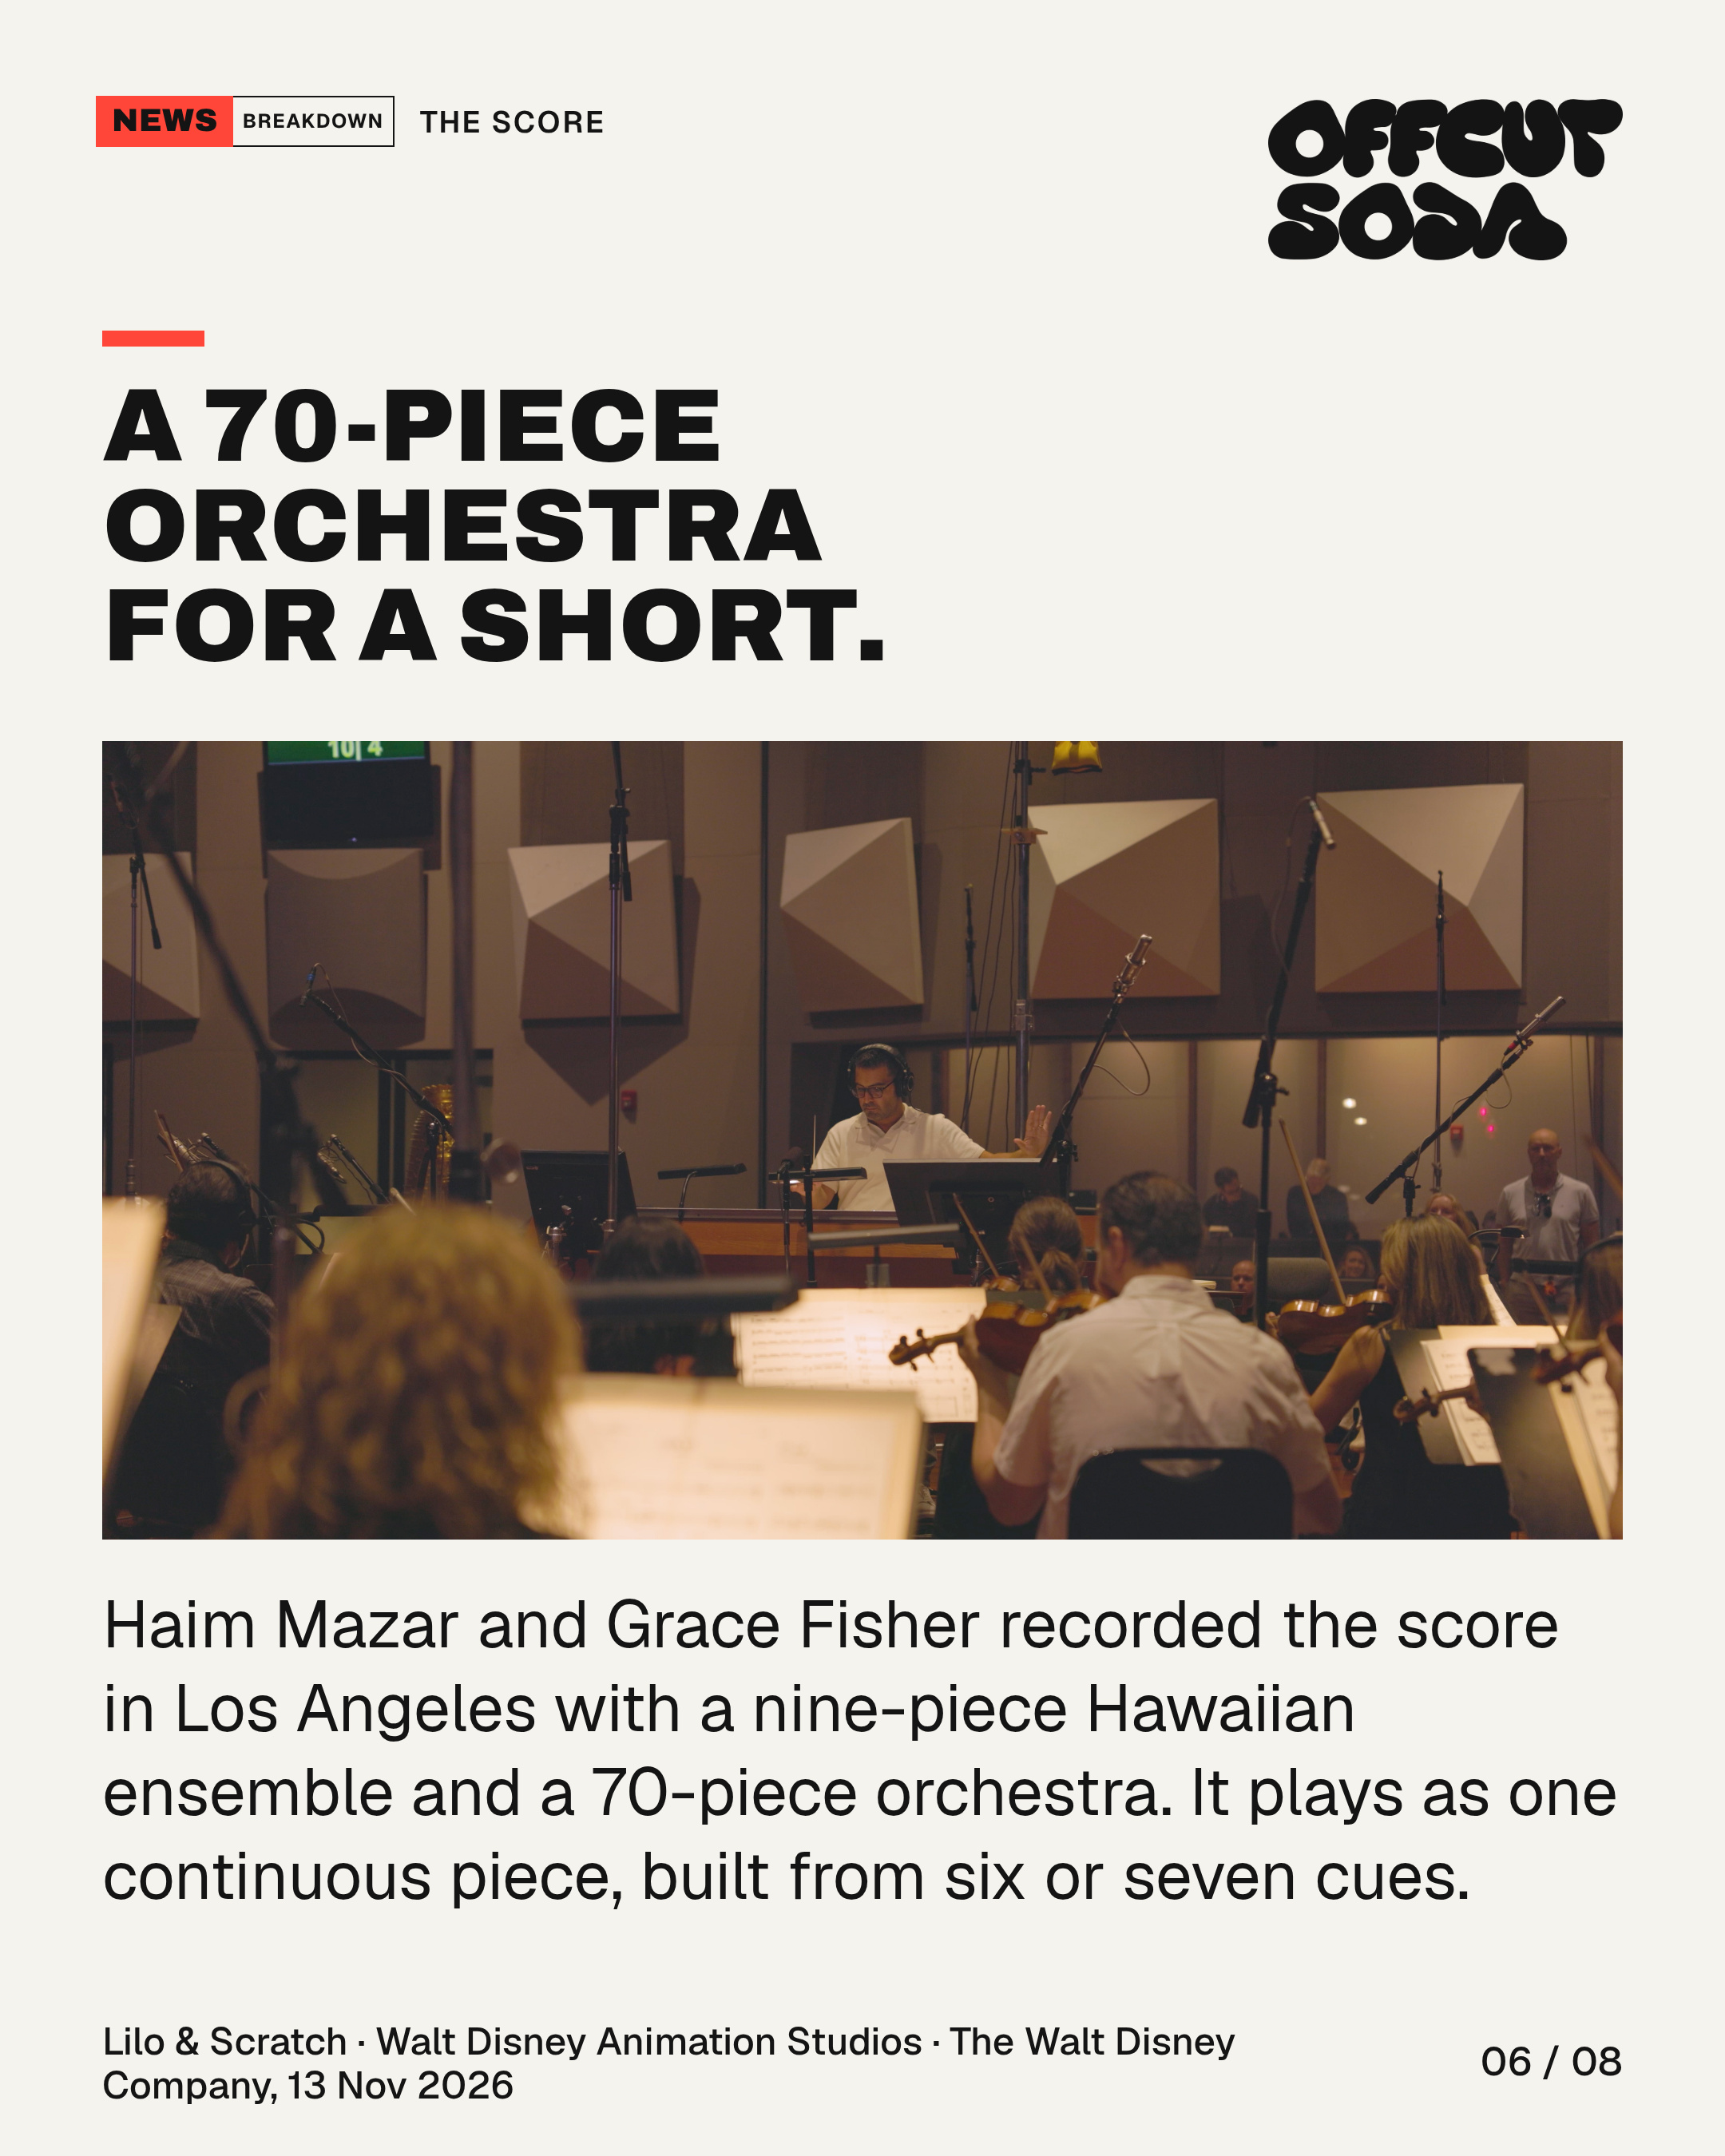 NEWS BREAKDOWN THE SCORE
OFFCUT
SODA
A 70-PIECE
ORCHESTRA
FOR A SHORT.
10| 4
Haim Mazar and Grace Fisher recorded the score
in Los Angeles with a nine-piece Hawaiian
ensemble and a 70-piece orchestra. It plays as one
continuous piece, built from six or seven cues.
Lilo & Scratch · Walt Disney Animation Studios · The Walt Disney
Company, 13 Nov 2026
06 / 08